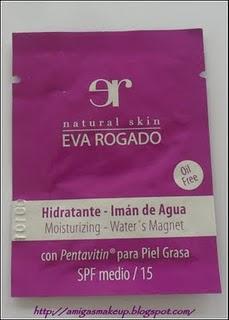 er
natural skin
EVA ROGADO
Oil
Free
Hidratante - Imán de Agua
Moisturizing - Water´s Magnet
con Pentavitin® para Piel Grasa
SPF medio / 15
http://amigasmakeup.blogspot.com/